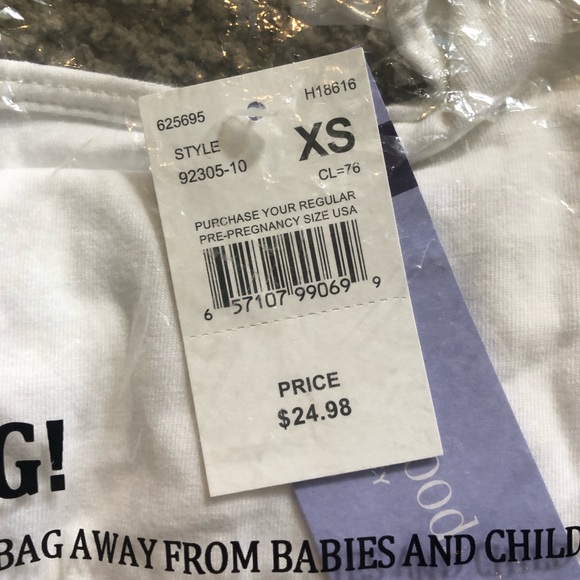 625695
H18616
STYLE
XS
92305-10
CL=76
PURCHASE YOUR REGULAR
PRE-PREGNANCY SIZE USA
6 57107 99069 9
PRICE
$24.98
G!
BAG AWAY FROM BABIES AND CHILD